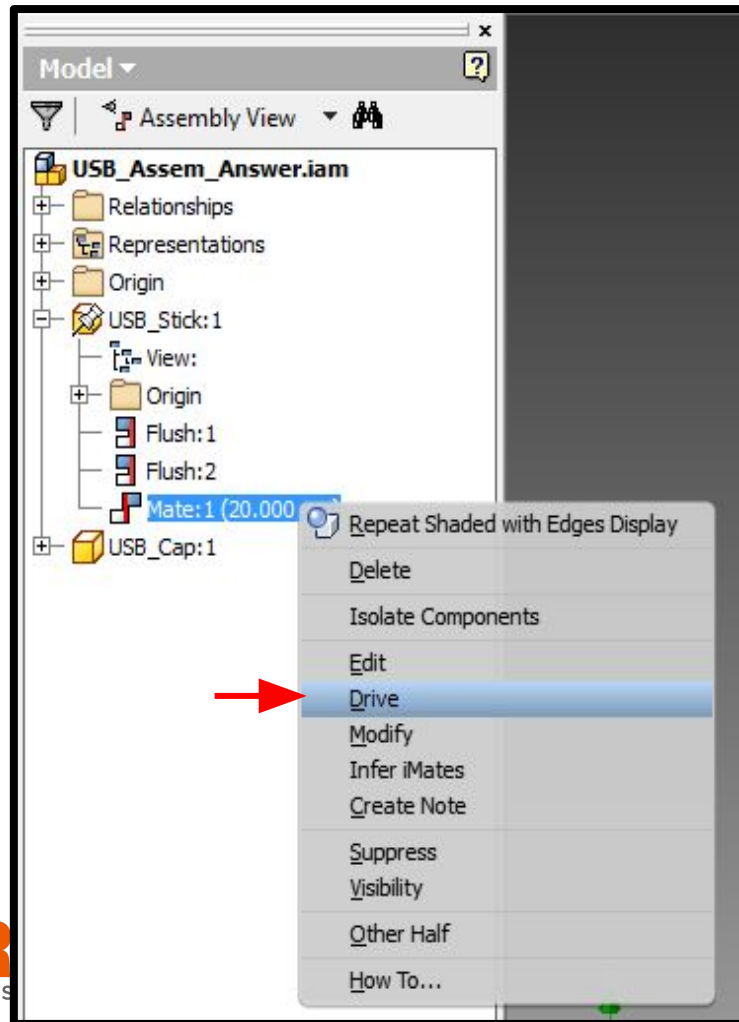 Model
Assembly View
USB_Assem_Answer.iam
Relationships
Representations
Origin
USB_Stick:1
View:
Origin
Flush:1
Flush:2
Mate:1 (20.000
USB_Cap:1
Repeat Shaded with Edges Display
Delete
Isolate Components
Edit
Drive
Modify
Infer iMates
Create Note
Suppress
Visibility
Other Half
How To...